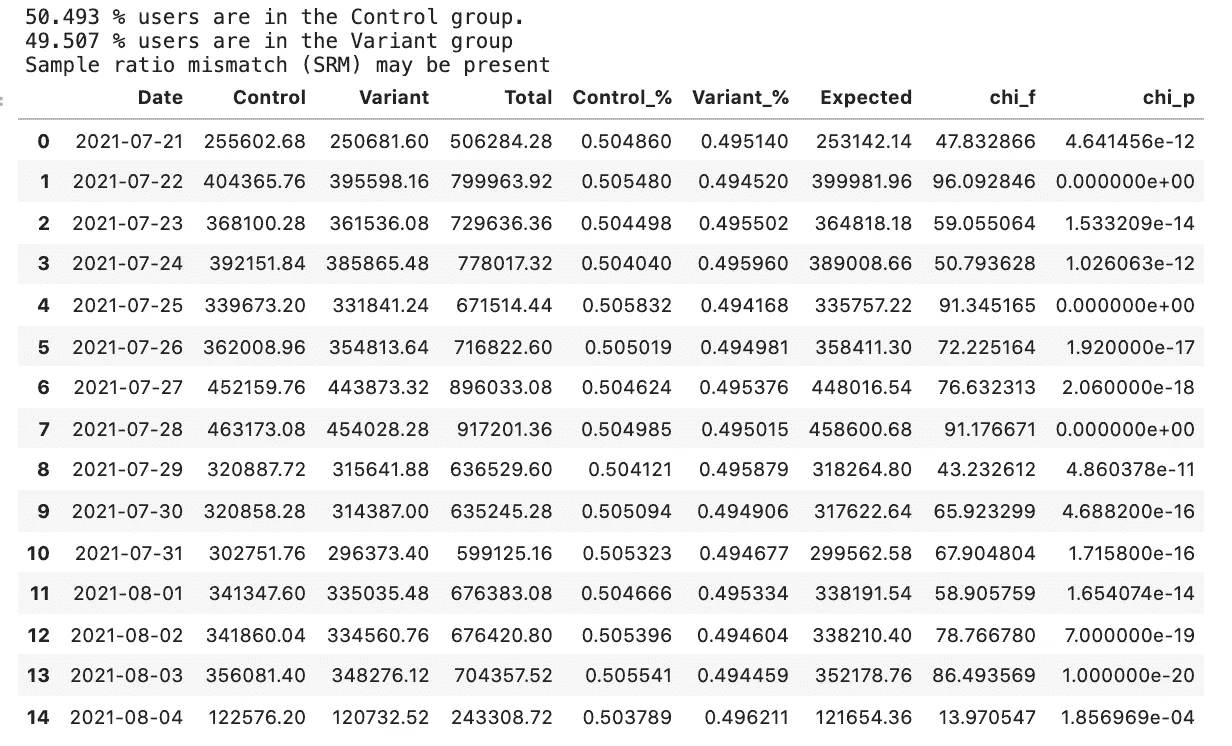 50.493 % users are in the Control group.
49.507 % users are in the Variant group
Sample ratio mismatch (SRM) may be present
Date Control Variant Total Control_% Variant_% Expected chi_f chi_p
0 2021-07-21 255602.68 250681.60 506284.28 0.504860 0.495140 253142.14 47.832866 4.641456e-12
1 2021-07-22 404365.76 395598.16 799963.92 0.505480 0.494520 399981.96 96.092846 0.000000e+00
2 2021-07-23 368100.28 361536.08 729636.36 0.504498 0.495502 364818.18 59.055064 1.533209e-14
3 2021-07-24 392151.84 385865.48 778017.32 0.504040 0.495960 389008.66 50.793628 1.026063e-12
4 2021-07-25 339673.20 331841.24 671514.44 0.505832 0.494168 335757.22 91.345165 0.000000e+00
5 2021-07-26 362008.96 354813.64 716822.60 0.505019 0.494981 358411.30 72.225164 1.920000e-17
6 2021-07-27 452159.76 443873.32 896033.08 0.504624 0.495376 448016.54 76.632313 2.060000e-18
7 2021-07-28 463173.08 454028.28 917201.36 0.504985 0.495015 458600.68 91.176671 0.000000e+00
8 2021-07-29 320887.72 315641.88 636529.60 0.504121 0.495879 318264.80 43.232612 4.860378e-11
9 2021-07-30 320858.28 314387.00 635245.28 0.505094 0.494906 317622.64 65.923299 4.688200e-16
10 2021-07-31 302751.76 296373.40 599125.16 0.505323 0.494677 299562.58 67.904804 1.715800e-16
11 2021-08-01 341347.60 335035.48 676383.08 0.504666 0.495334 338191.54 58.905759 1.654074e-14
12 2021-08-02 341860.04 334560.76 676420.80 0.505396 0.494604 338210.40 78.766780 7.000000e-19
13 2021-08-03 356081.40 348276.12 704357.52 0.505541 0.494459 352178.76 86.493569 1.000000e-20
14 2021-08-04 122576.20 120732.52 243308.72 0.503789 0.496211 121654.36 13.970547 1.856969e-04